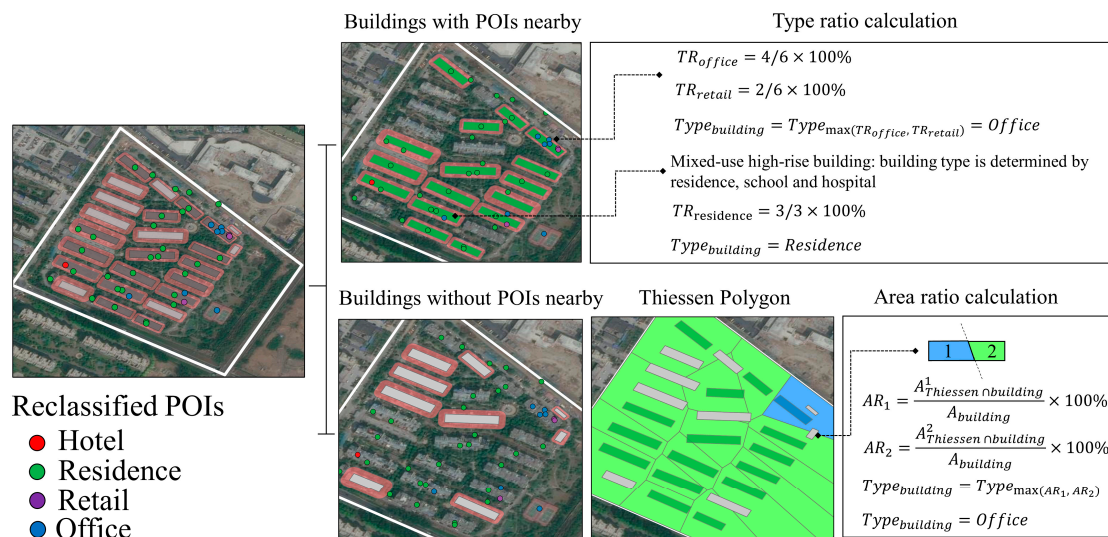 Buildings with POIs nearby
Type ratio calculation
TR_office = 4/6 × 100%
TR_retail = 2/6 × 100%
Type_building = Type_max(TR_office, TR_retail) = Office
Mixed-use high-rise building: building type is determined by
residence, school and hospital
TR_residence = 3/3 × 100%
Type_building = Residence
Buildings without POIs nearby
Thiessen Polygon
Area ratio calculation
1 2
AR_1 = A^1_Thiessen ∩building / A_building × 100%
AR_2 = A^2_Thiessen ∩building / A_building × 100%
Type_building = Type_max(AR_1, AR_2)
Type_building = Office
Reclassified POIs
Hotel
Residence
Retail
Office